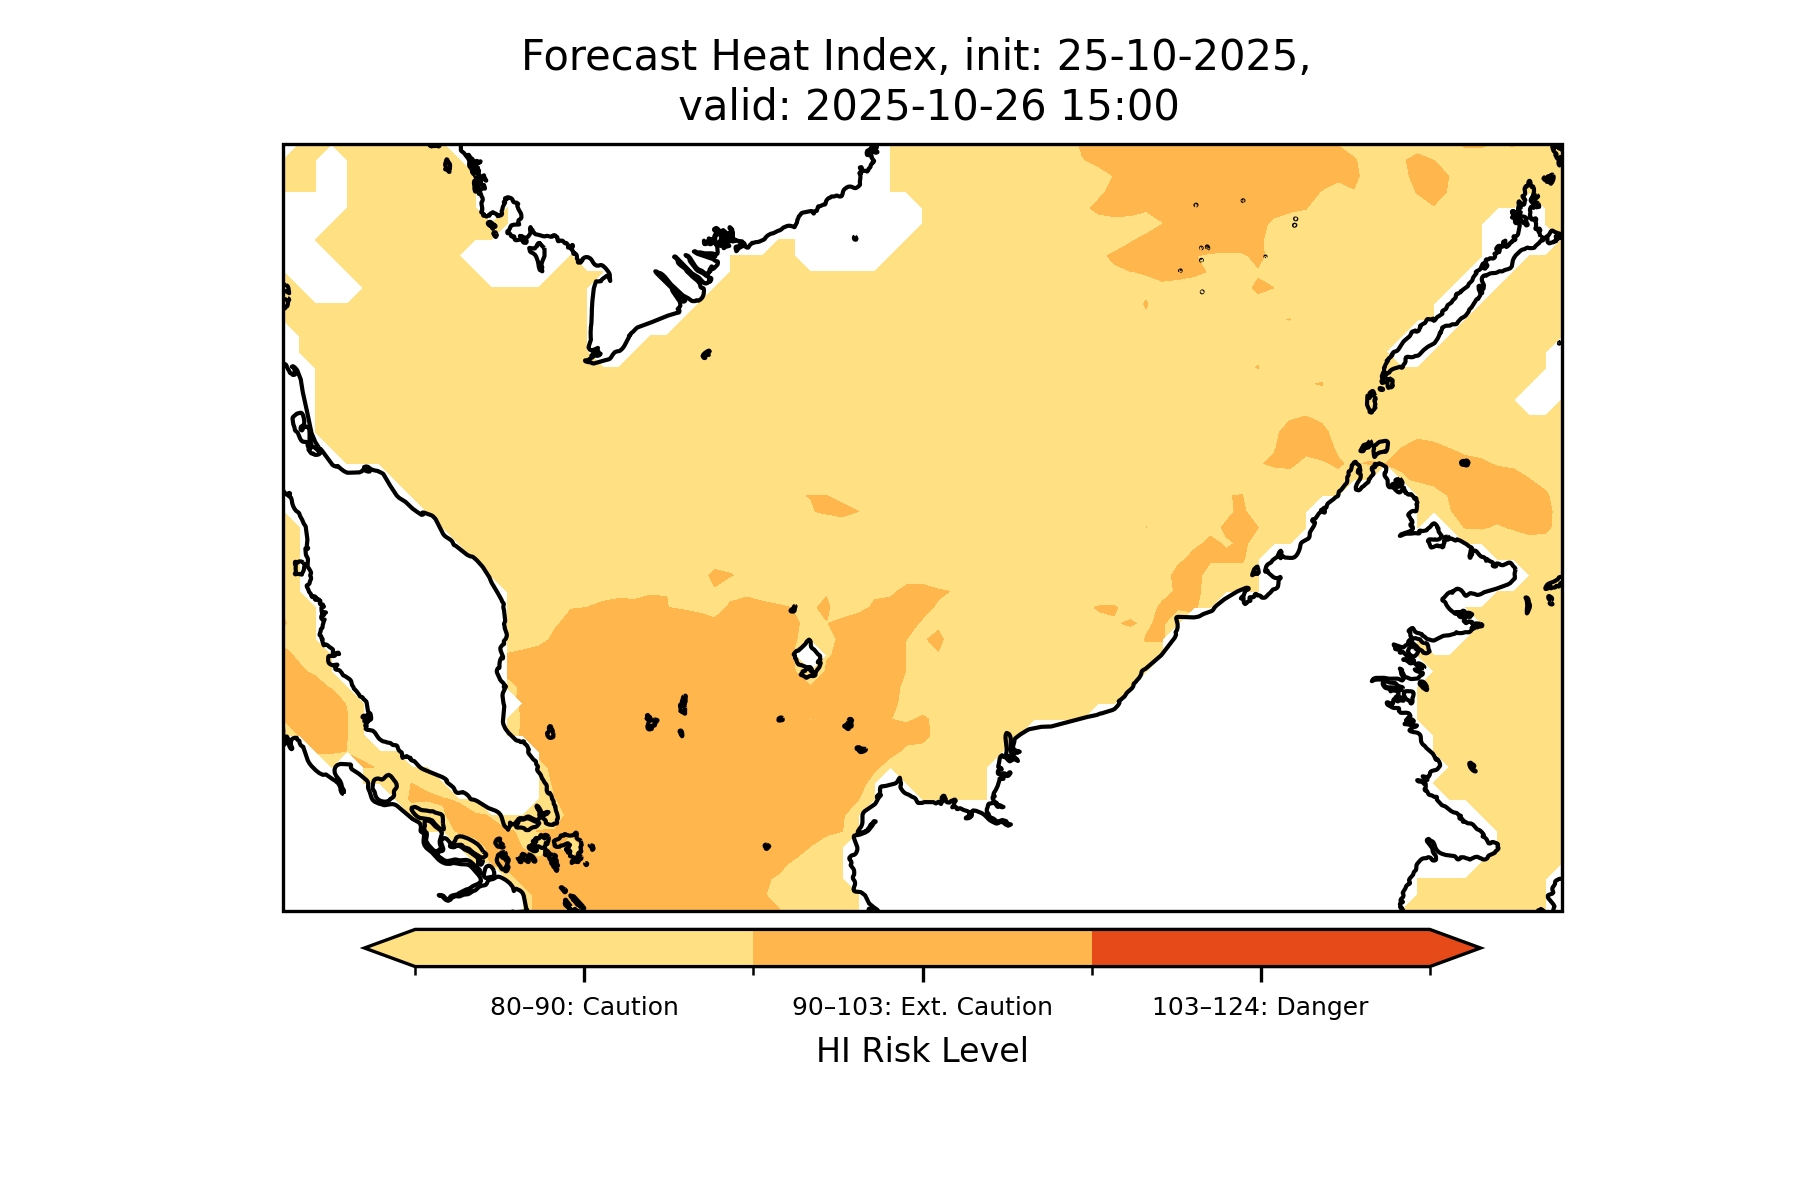 Forecast Heat Index, init: 25-10-2025,
valid: 2025-10-26 15:00
80–90: Caution
90–103: Ext. Caution
103–124: Danger
HI Risk Level